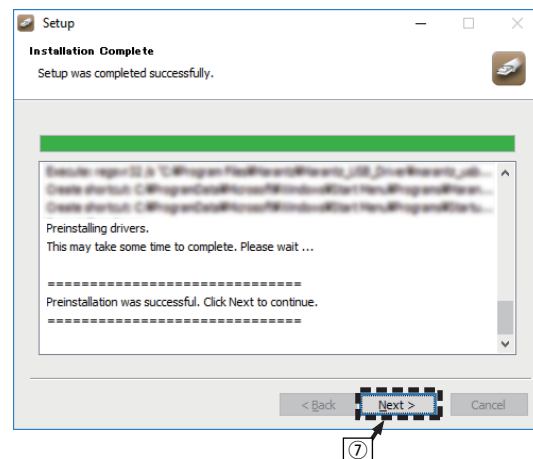 Setup
Installation Complete
Setup was completed successfully.
Preinstalling drivers.
This may take some time to complete. Please wait ...
==============================
Preinstallation was successful. Click Next to continue.
==============================
< Back
Next >
Cancel
⑦